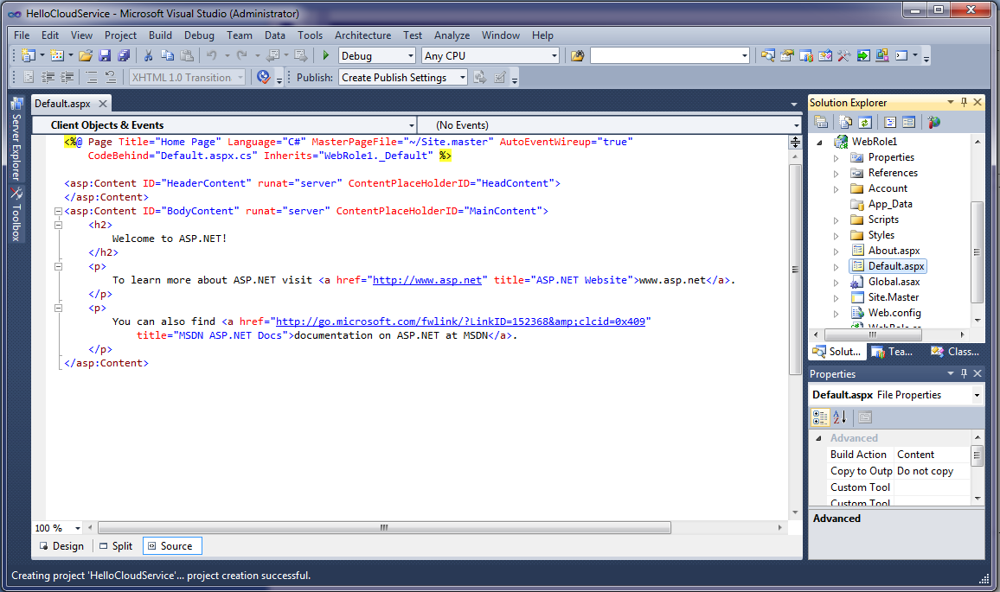 HelloCloudService - Microsoft Visual Studio (Administrator)
File Edit View Project Build Debug Team Data Tools Architecture Test Analyze Window Help
Debug Any CPU
XHTML 1.0 Transition Publish: Create Publish Settings
Server Explorer
Toolbox
Default.aspx
Client Objects & Events (No Events)
<%@ Page Title="Home Page" Language="C#" MasterPageFile="~/Site.master" AutoEventWireup="true"
CodeBehind="Default.aspx.cs" Inherits="WebRole1._Default" %>
<asp:Content ID="HeaderContent" runat="server" ContentPlaceHolderID="HeadContent">
</asp:Content>
<asp:Content ID="BodyContent" runat="server" ContentPlaceHolderID="MainContent">
<h2>
Welcome to ASP.NET!
</h2>
<p>
To learn more about ASP.NET visit <a href="http://www.asp.net" title="ASP.NET Website">www.asp.net</a>.
</p>
<p>
You can also find <a href="http://go.microsoft.com/fwlink/?LinkID=152368&amp;clcid=0x409"
title="MSDN ASP.NET Docs">documentation on ASP.NET at MSDN</a>.
</p>
</asp:Content>
100 %
Design Split Source
Solution Explorer
WebRole1
Properties
References
Account
App_Data
Scripts
Styles
About.aspx
Default.aspx
Global.asax
Site.Master
Web.config
Solut... Tea... Class...
Properties
Default.aspx File Properties
Advanced
Build Action Content
Copy to Outp Do not copy
Custom Tool
Custom Tool
Advanced
Creating project 'HelloCloudService'... project creation successful.